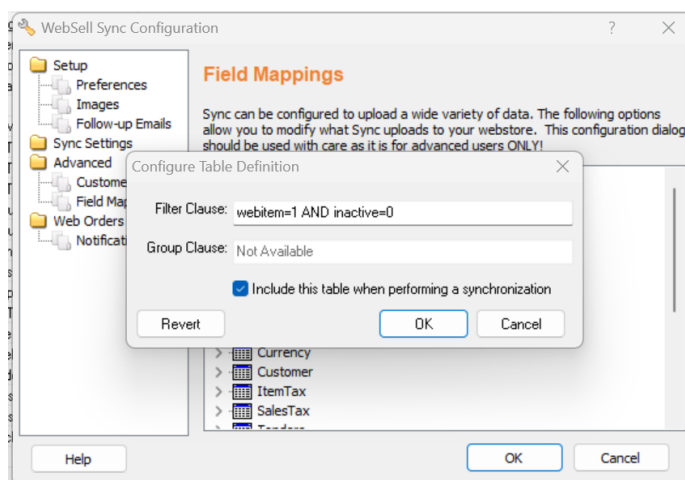 WebSell Sync Configuration
Setup
Preferences
Images
Follow-up Emails
Sync Settings
Advanced
Custome
Field Map
Web Orders
Notificati
Field Mappings
Sync can be configured to upload a wide variety of data. The following options
allow you to modify what Sync uploads to your webstore. This configuration dialog
should be used with care as it is for advanced users ONLY!
Configure Table Definition
Filter Clause: webitem=1 AND inactive=0
Group Clause: Not Available
Include this table when performing a synchronization
Revert OK Cancel
Currency
Customer
ItemTax
SalesTax
Help OK Cancel